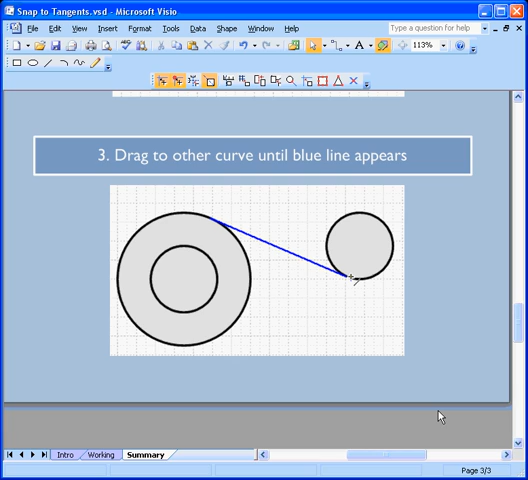 Snap to Tangents.vsd - Microsoft Visio
File Edit View Insert Format Tools Data Shape Window Help
Type a question for help
A 113%
3. Drag to other curve until blue line appears
Intro Working Summary
Page 3/3